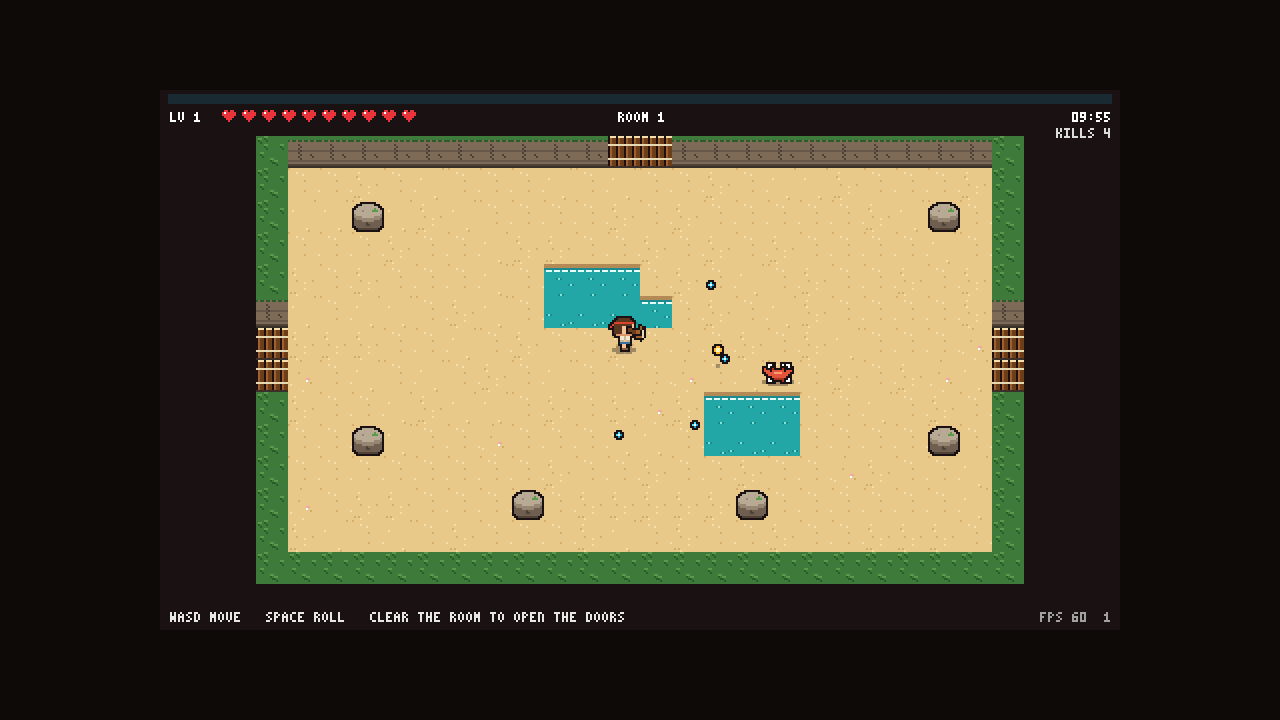 LV 1
ROOM 1
09:55
KILLS 4
WASD MOVE SPACE ROLL CLEAR THE ROOM TO OPEN THE DOORS
FPS 60 1